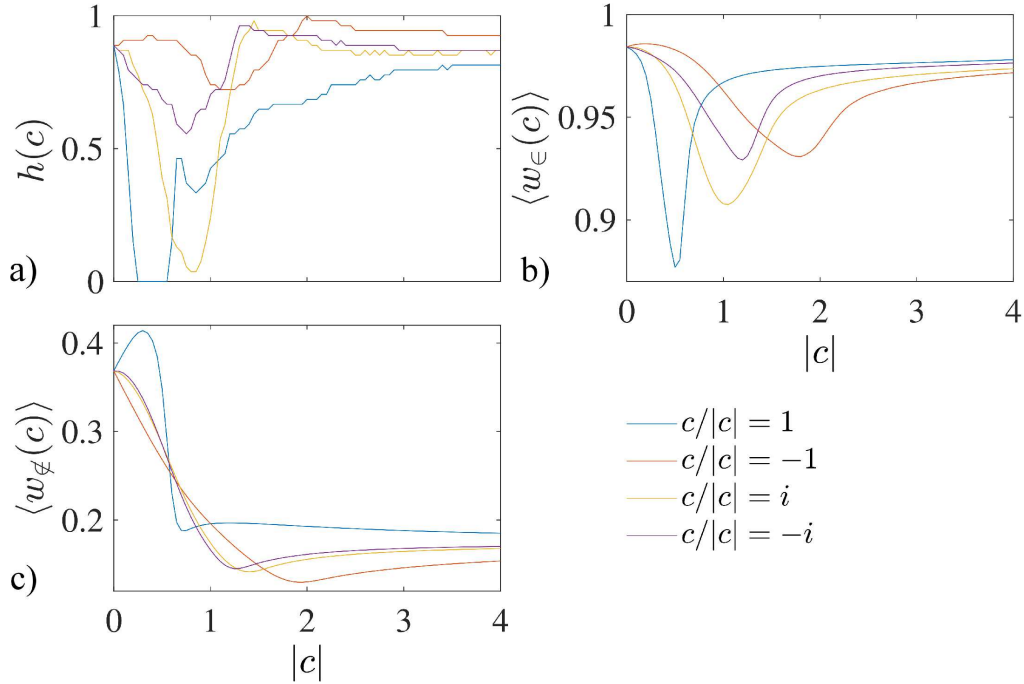 1
0.5
0
h(c)
a)
0.95
0.9
⟨w∈(c)⟩
b)
0
1
2
3
4
|c|
0.4
0.3
0.2
⟨w∉(c)⟩
c)
0
1
2
3
4
|c|
c/|c| = 1
c/|c| = −1
c/|c| = i
c/|c| = −i